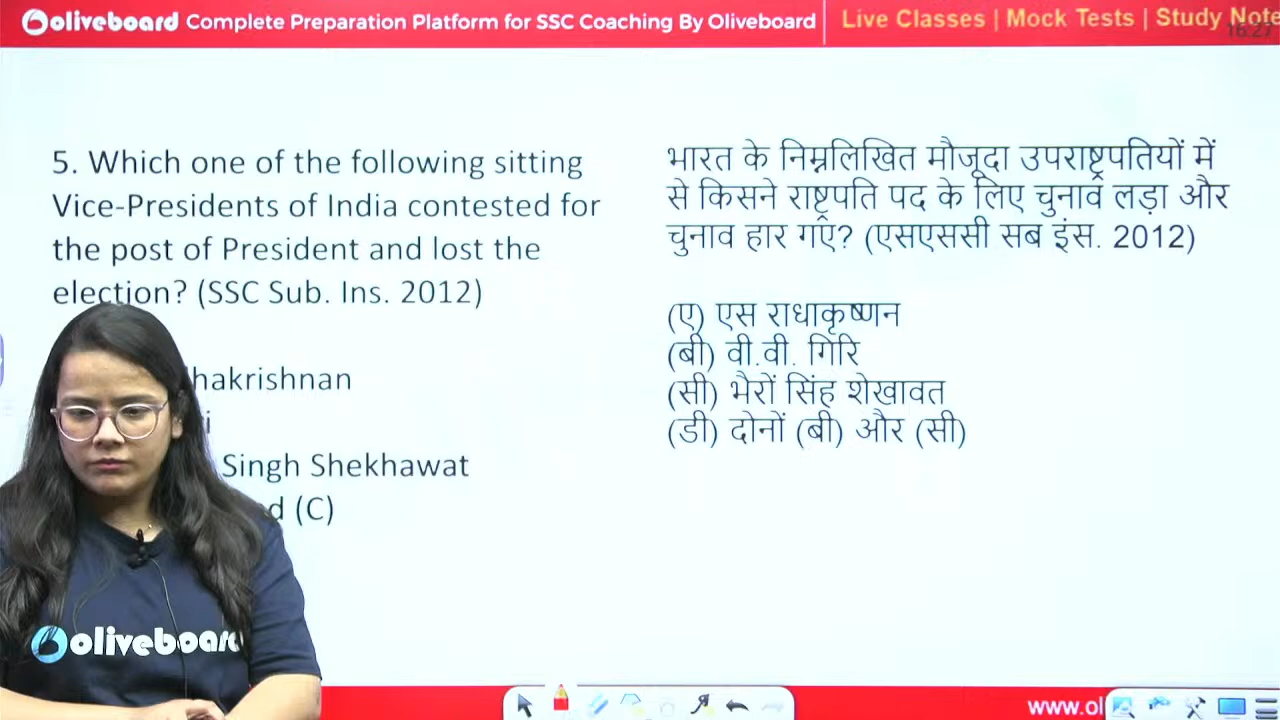 oliveboard Complete Preparation Platform for SSC Coaching By Oliveboard
Live Classes | Mock Tests | Study Note
16:27
5. Which one of the following sitting
Vice-Presidents of India contested for
the post of President and lost the
election? (SSC Sub. Ins. 2012)
hakrishnan
i
Singh Shekhawat
d (C)
भारत के निम्नलिखित मौजूदा उपराष्ट्रपतियों में
से किसने राष्ट्रपति पद के लिए चुनाव लड़ा और
चुनाव हार गए? (एसएससी सब इंस. 2012)
(ए) एस राधाकृष्णन
(बी) वी.वी. गिरि
(सी) भैरों सिंह शेखावत
(डी) दोनों (बी) और (सी)
oliveboard
www.ol